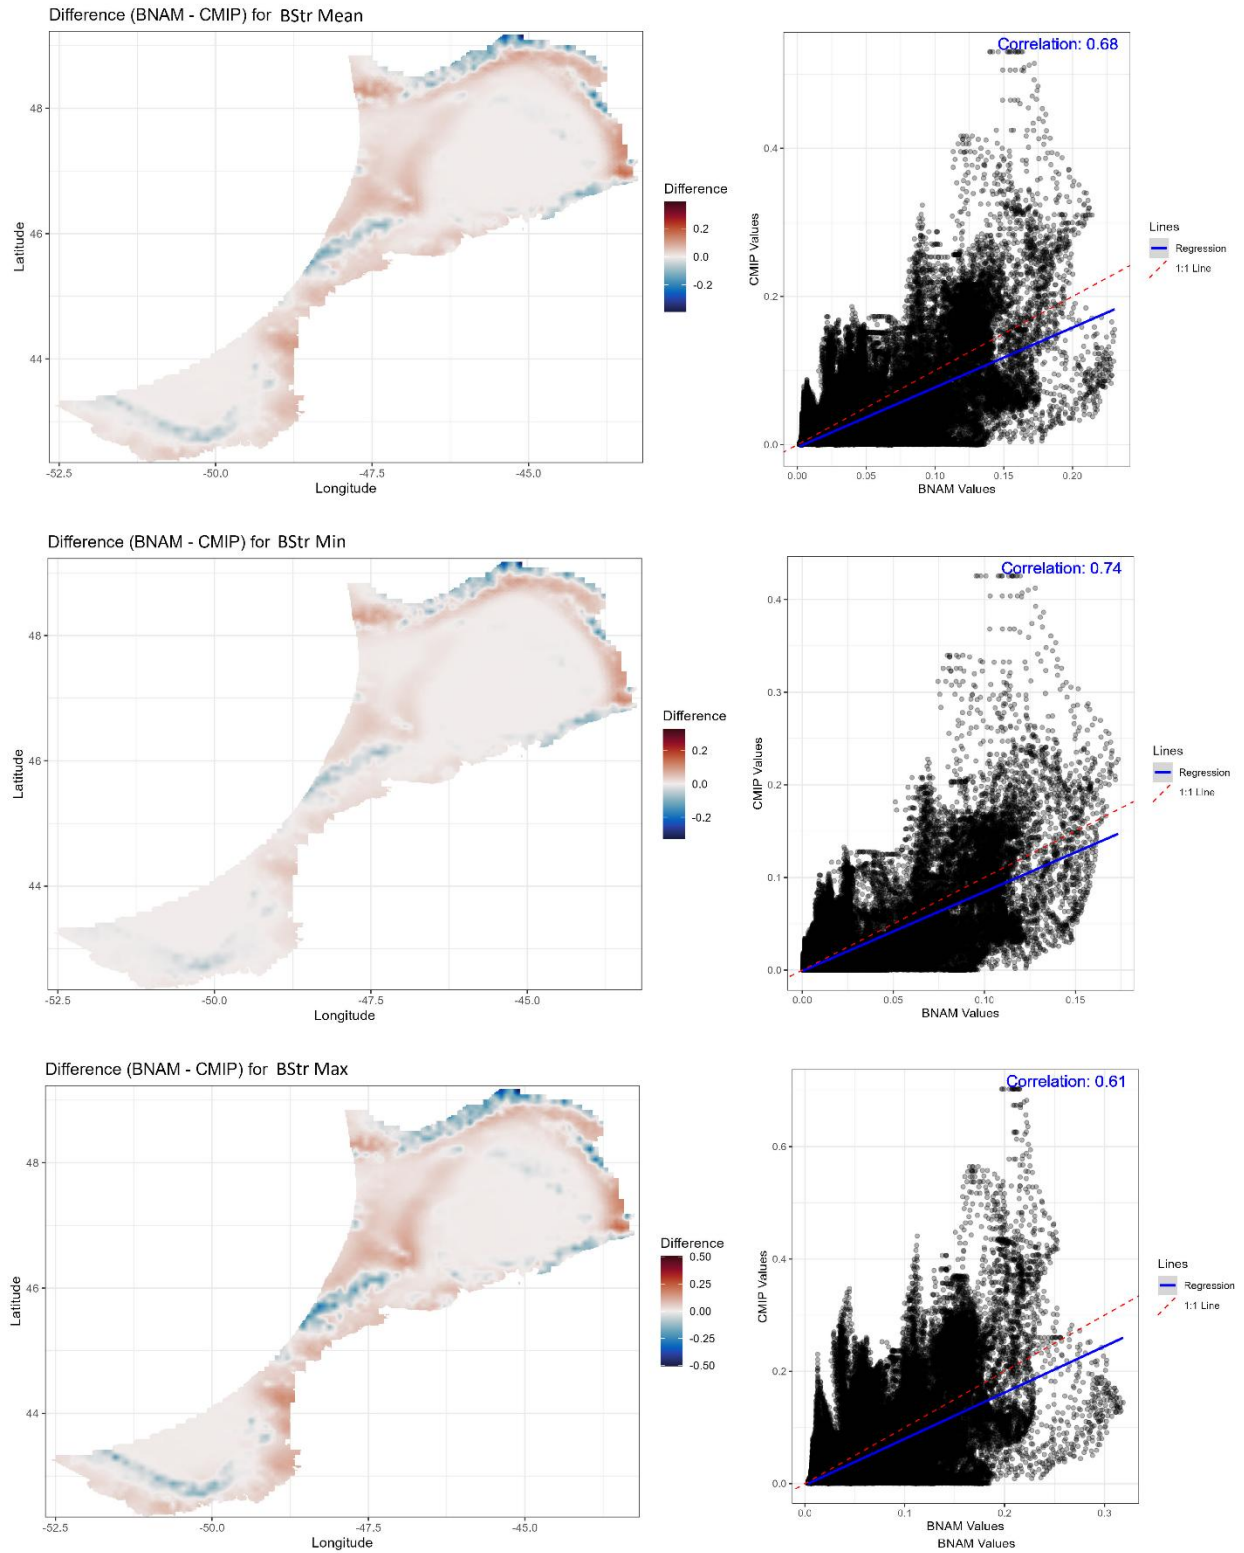 Difference (BNAM - CMIP) for BStr Mean
Latitude
48
46
44
-52.5
-50.0
-47.5
-45.0
Longitude
Difference
0.2
0.0
-0.2
Correlation: 0.68
CMIP Values
0.4
0.2
0.0
0.00
0.05
0.10
0.15
0.20
BNAM Values
Lines
Regression
1:1 Line
Difference (BNAM - CMIP) for BStr Min
Latitude
48
46
44
-52.5
-50.0
-47.5
-45.0
Longitude
Difference
0.2
0.0
-0.2
Correlation: 0.74
CMIP Values
0.4
0.3
0.2
0.1
0.0
0.00
0.05
0.10
0.15
BNAM Values
Lines
Regression
1:1 Line
Difference (BNAM - CMIP) for BStr Max
Latitude
48
46
44
-52.5
-50.0
-47.5
-45.0
Longitude
Difference
0.50
0.25
0.00
-0.25
-0.50
Correlation: 0.61
CMIP Values
0.6
0.4
0.2
0.0
0.0
0.1
0.2
0.3
BNAM Values
BNAM Values
Lines
Regression
1:1 Line